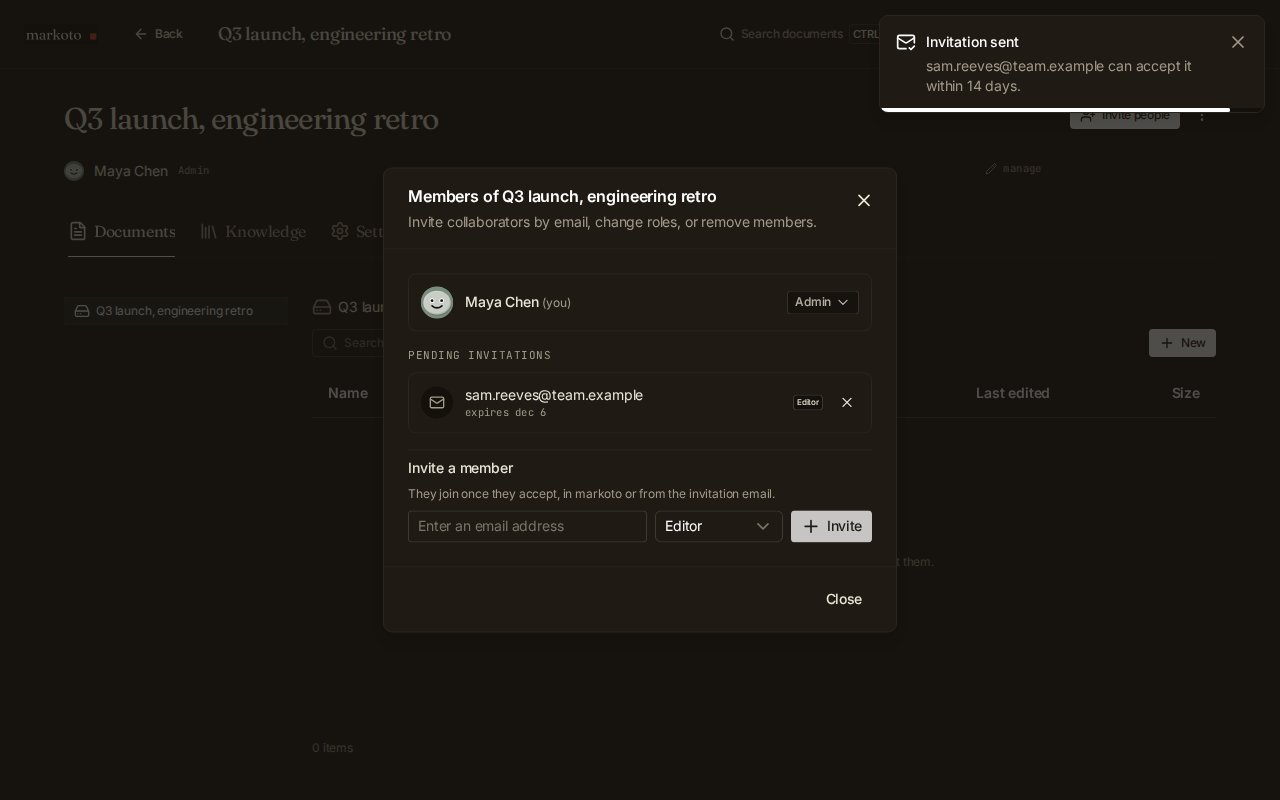 markoto
Back
Q3 launch, engineering retro
Search documents
CTRL
Invitation sent
sam.reeves@team.example can accept it
within 14 days.
Q3 launch, engineering retro
Invite people
Maya Chen Admin
manage
Documents
Knowledge
Sett
Members of Q3 launch, engineering retro
Invite collaborators by email, change roles, or remove members.
Maya Chen (you)
Admin
PENDING INVITATIONS
sam.reeves@team.example
expires dec 6
Editor
Invite a member
They join once they accept, in markoto or from the invitation email.
Enter an email address
Editor
Invite
Close
Q3 launch, engineering retro
Q3 laun
Search
New
Name
Last edited
Size
them.
0 items